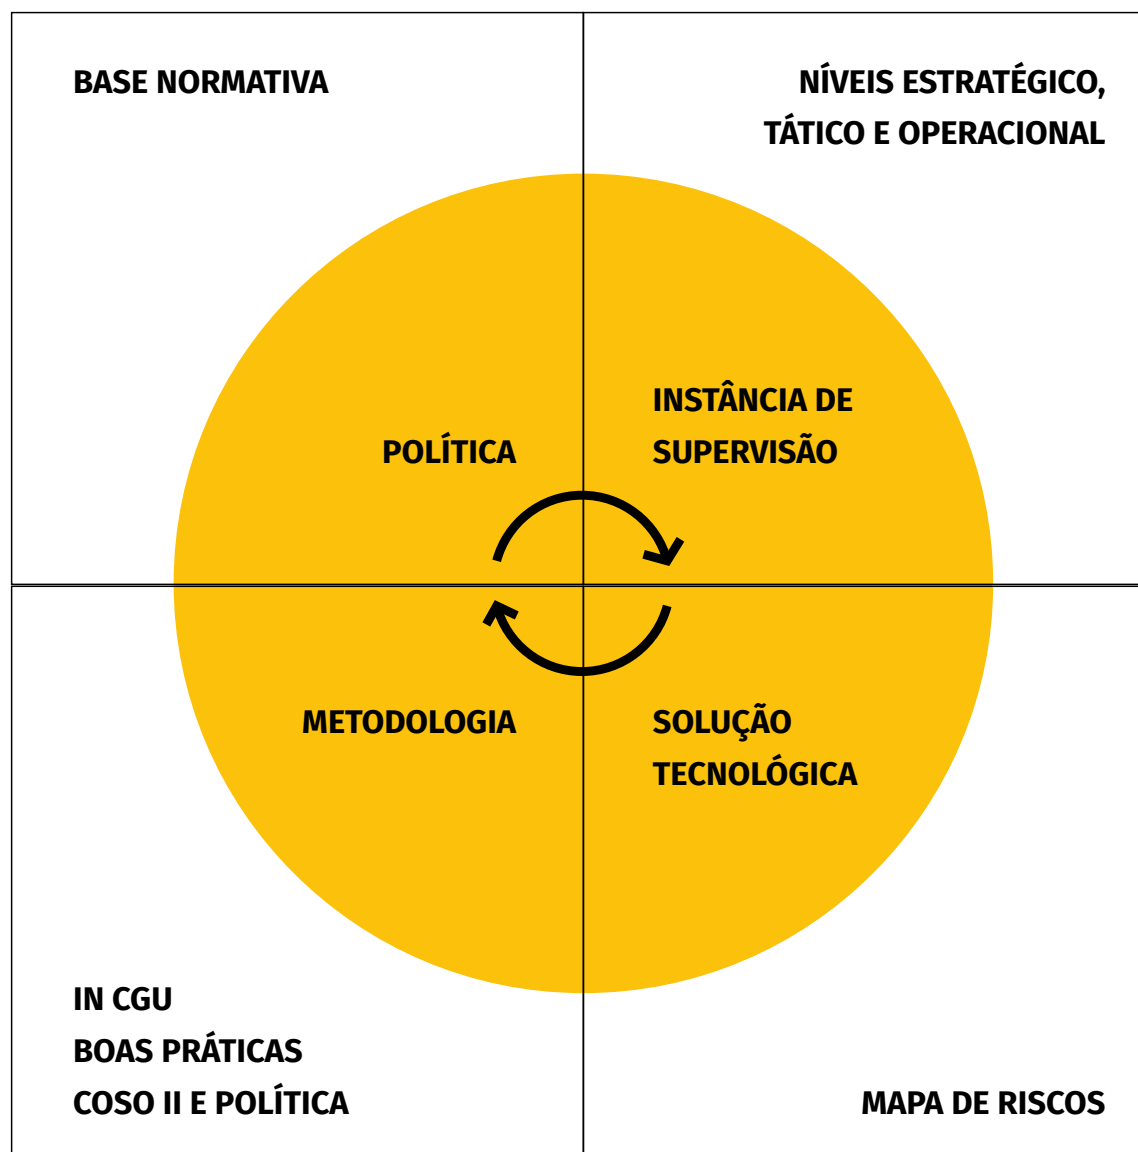 BASE NORMATIVA
NÍVEIS ESTRATÉGICO,
TÁTICO E OPERACIONAL
POLÍTICA
INSTÂNCIA DE
SUPERVISÃO
METODOLOGIA
SOLUÇÃO
TECNOLÓGICA
IN CGU
BOAS PRÁTICAS
COSO II E POLÍTICA
MAPA DE RISCOS